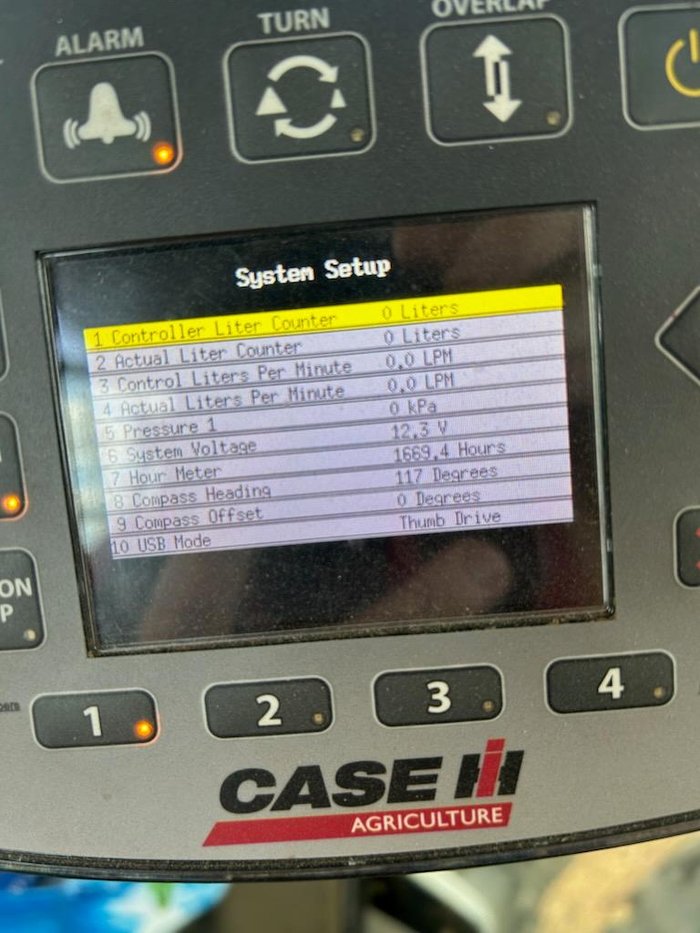 ALARM
TURN
OVERLAP
System Setup
1 Controller Liter Counter 0 Liters
2 Actual Liter Counter 0 Liters
3 Control Liters Per Minute 0.0 LPM
4 Actual Liters Per Minute 0.0 LPM
5 Pressure 1 0 kPa
6 System Voltage 12.3 V
7 Hour Meter 1669.4 Hours
8 Compass Heading 117 Degrees
9 Compass Offset 0 Degrees
10 USB Mode Thumb Drive
ON
P
1
2
3
4
CASE IH
AGRICULTURE